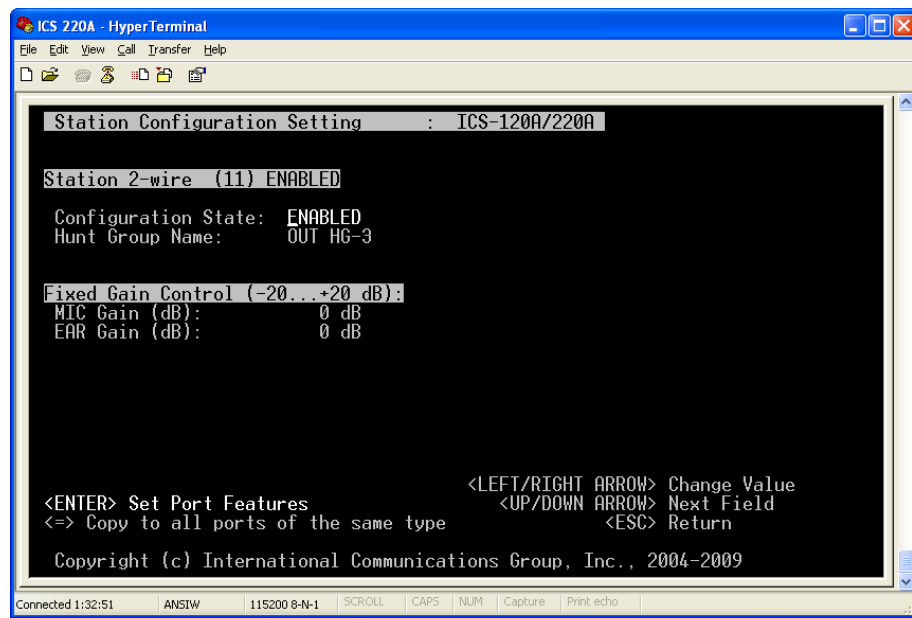 ICS 220A - HyperTerminal
File Edit View Call Transfer Help
Station Configuration Setting : ICS-120A/220A
Station 2-wire (11) ENABLED
Configuration State: ENABLED
Hunt Group Name: OUT HG-3
Fixed Gain Control (-20...+20 dB):
MIC Gain (dB): 0 dB
EAR Gain (dB): 0 dB
<LEFT/RIGHT ARROW> Change Value
<ENTER> Set Port Features <UP/DOWN ARROW> Next Field
<=> Copy to all ports of the same type <ESC> Return
Copyright (c) International Communications Group, Inc., 2004-2009
Connected 1:32:51 ANSIW 115200 8-N-1 SCROLL CAPS NUM Capture Print echo